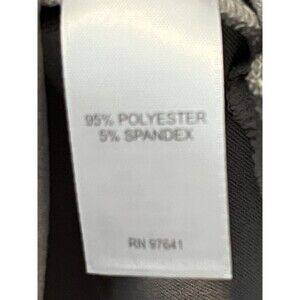 95% POLYESTER
5% SPANDEX
RN 97641